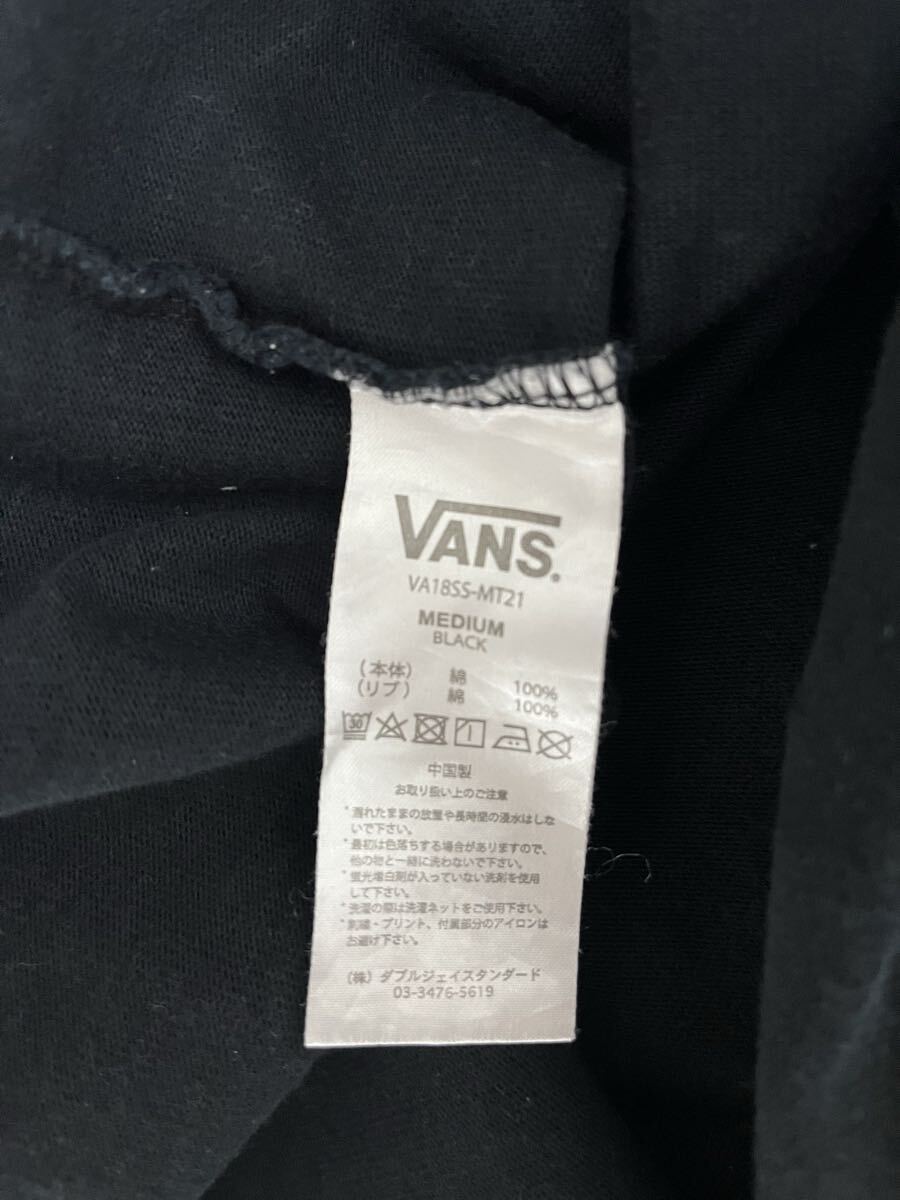 VANS.
VA18SS-MT21
MEDIUM
BLACK
(本体) 綿 100%
(リブ) 綿 100%
30
中国製
お取り扱い上のご注意
*濡れたままの放置や長時間の浸水はしな
いで下さい。
*最初は色落ちする場合がありますので、
他の物と一緒に洗わないで下さい。
*蛍光増白剤が入っていない洗剤を使用
して下さい。
*洗濯の際は洗濯ネットをご使用下さい。
*刺繍・プリント、付属部分のアイロンは
お避け下さい。
(株)ダブルジェイスタンダード
03-3476-5619